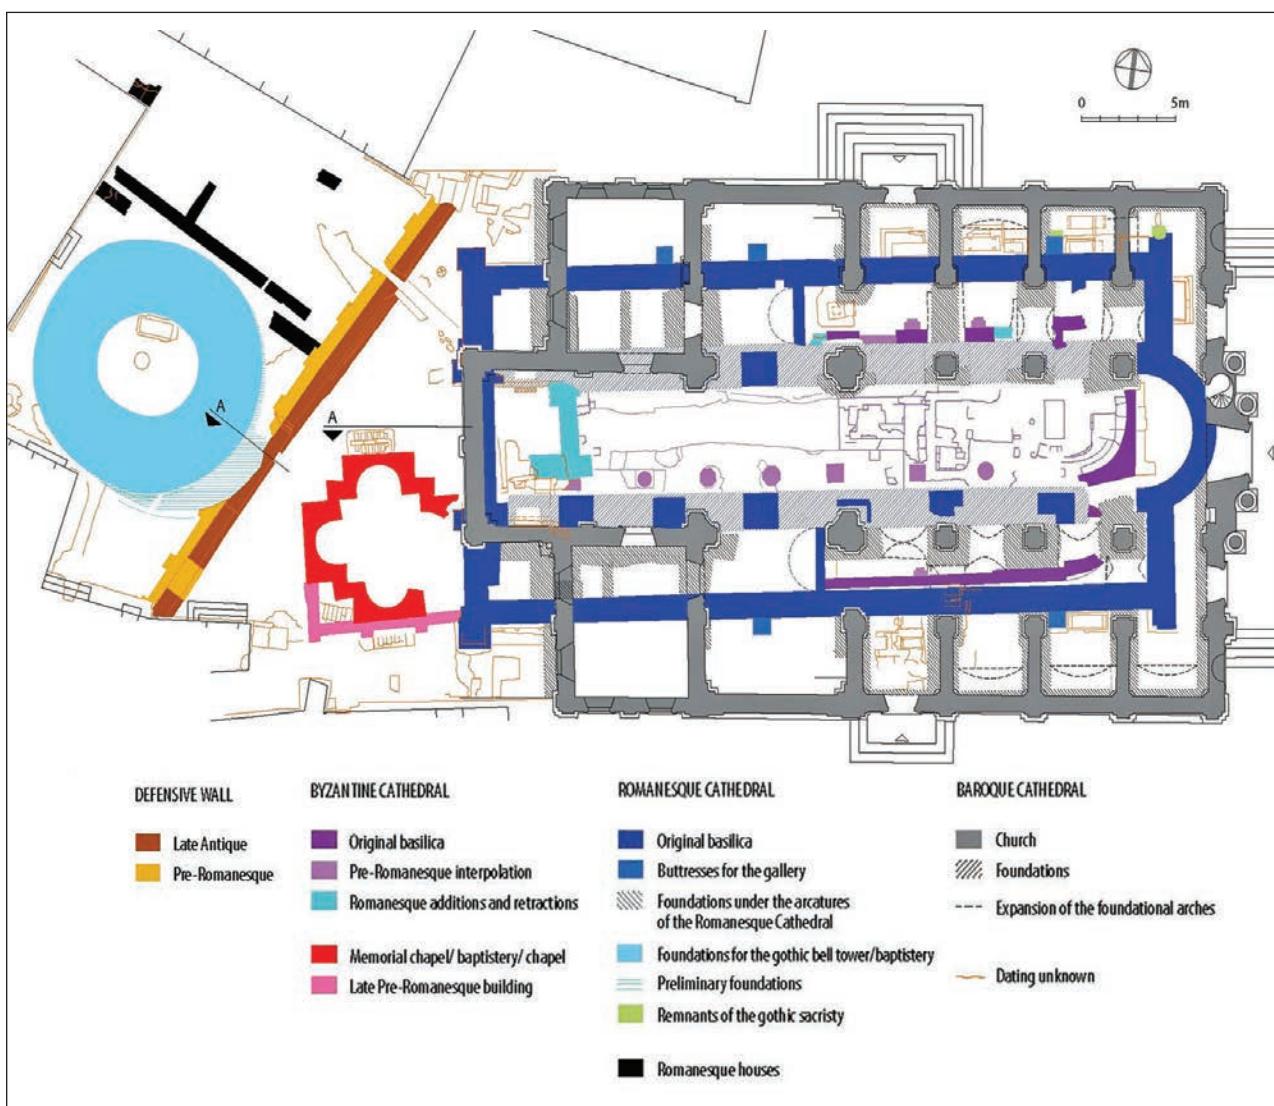 0 5m
A
A
DEFENSIVE WALL
Late Antique
Pre-Romanesque
BYZANTINE CATHEDRAL
Original basilica
Pre-Romanesque interpolation
Romanesque additions and retractions
Memorial chapel/ baptistery/ chapel
Late Pre-Romanesque building
ROMANESQUE CATHEDRAL
Original basilica
Buttresses for the gallery
Foundations under the arcatures
of the Romanesque Cathedral
Foundations for the gothic bell tower/baptistery
Preliminary foundations
Remnants of the gothic sacristy
Romanesque houses
BAROQUE CATHEDRAL
Church
Foundations
Expansion of the foundational arches
Dating unknown